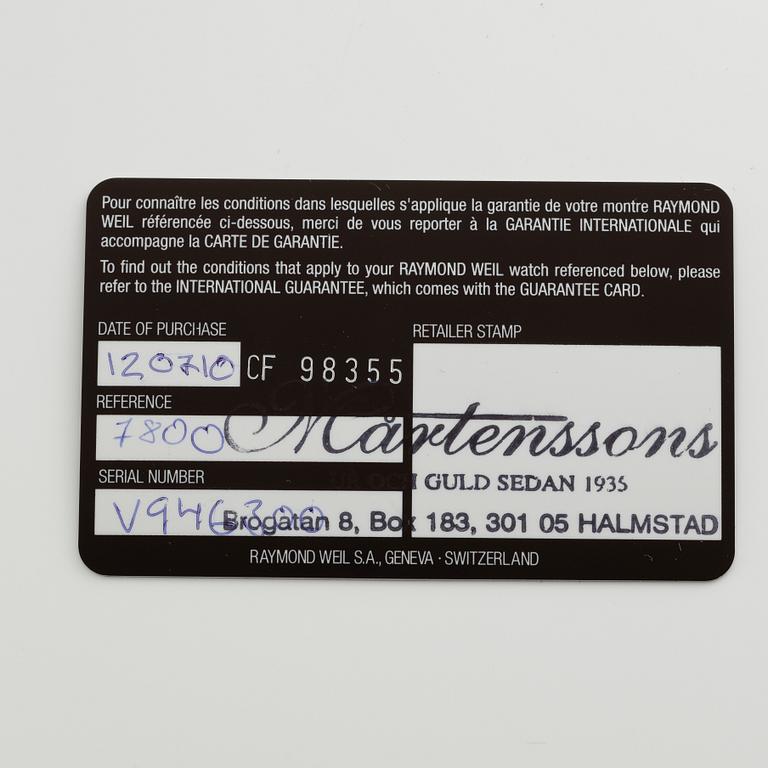 Pour connaître les conditions dans lesquelles s'applique la garantie de votre montre RAYMOND
WEIL référencée ci-dessous, merci de vous reporter à la GARANTIE INTERNATIONALE qui
accompagne la CARTE DE GARANTIE.
To find out the conditions that apply to your RAYMOND WEIL watch referenced below, please
refer to the INTERNATIONAL GUARANTEE, which comes with the GUARANTEE CARD.
DATE OF PURCHASE
120710 CF 98355
REFERENCE
7800
SERIAL NUMBER
V946300
RETAILER STAMP
Mårtenssons
UR OCH GULD SEDAN 1935
Brogatan 8, Box 183, 301 05 HALMSTAD
RAYMOND WEIL S.A., GENEVA · SWITZERLAND